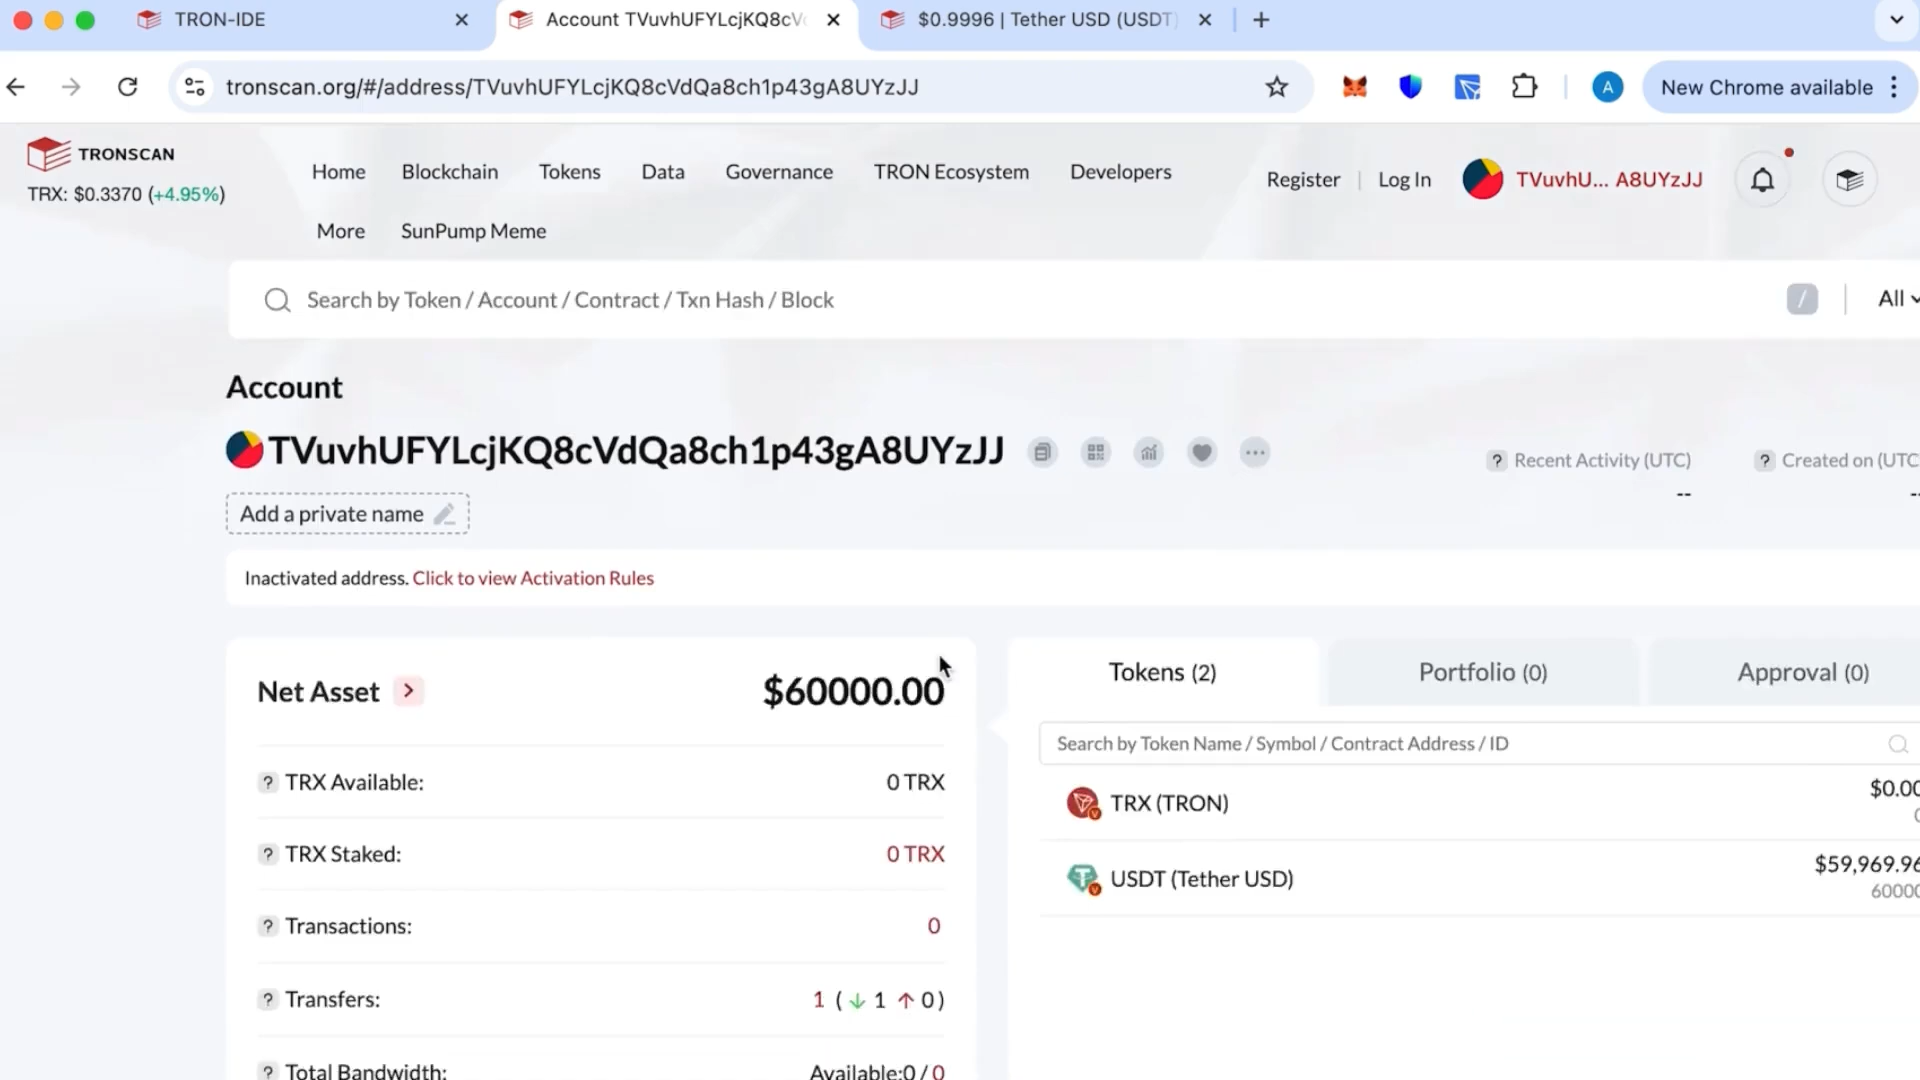 TRON-IDE
Account TVuvhUFYLcjKQ8cV
$0.9996 | Tether USD (USDT)
tronscan.org/#/address/TVuvhUFYLcjKQ8cVdQa8ch1p43gA8UYzJJ
A
New Chrome available
TRONSCAN
TRX: $0.3370 (+4.95%)
Home
Blockchain
Tokens
Data
Governance
TRON Ecosystem
Developers
More
SunPump Meme
Register | Log In
TVuvhU... A8UYzJJ
Search by Token / Account / Contract / Txn Hash / Block
/
All
Account
TVuvhUFYLcjKQ8cVdQa8ch1p43gA8UYzJJ
? Recent Activity (UTC)
--
? Created on (UTC
--
Add a private name
Inactivated address. Click to view Activation Rules
Net Asset
$60000.00
? TRX Available:
0 TRX
? TRX Staked:
0 TRX
? Transactions:
0
? Transfers:
1 ( ↓ 1 ↑ 0 )
? Total Bandwidth:
Available:0 / 0
Tokens (2)
Portfolio (0)
Approval (0)
Search by Token Name / Symbol / Contract Address / ID
TRX (TRON)
$0.00
USDT (Tether USD)
$59,969.96
60000